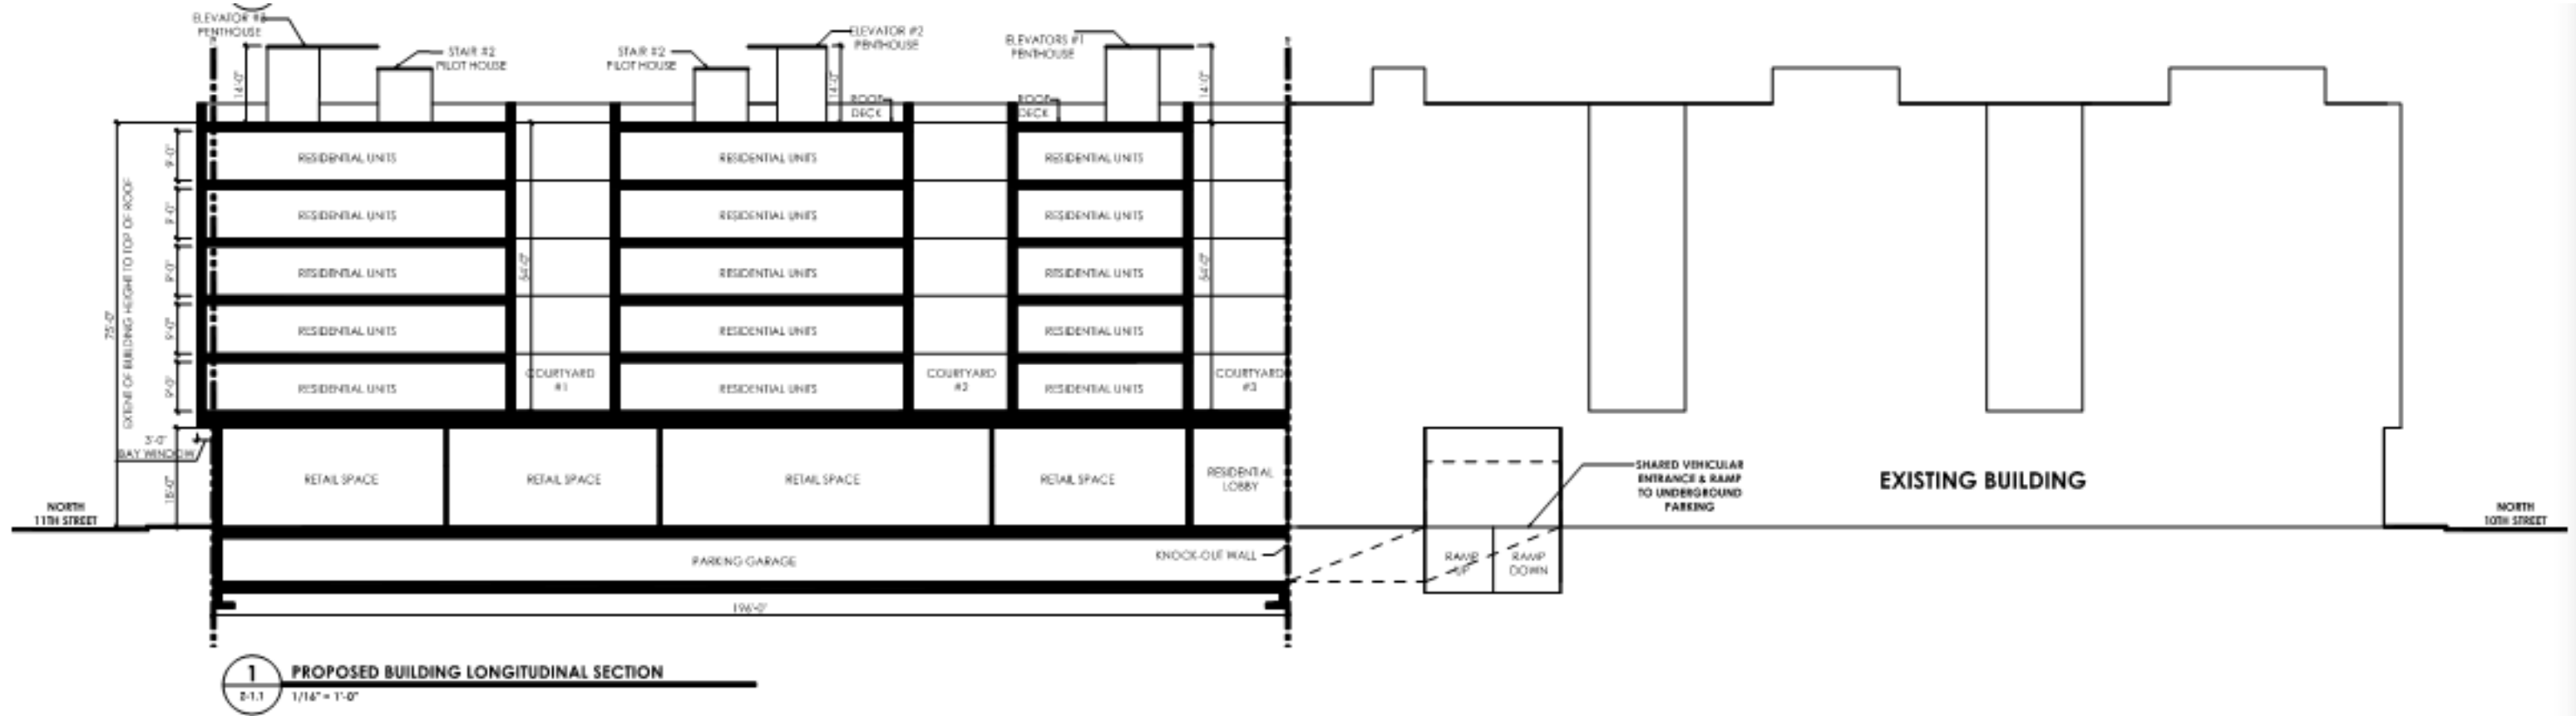 ELEVATOR #3
PENTHOUSE
STAIR #2
PILOT HOUSE
STAIR #2
PILOT HOUSE
ELEVATOR #2
PENTHOUSE
ELEVATORS #1
PENTHOUSE
14'-0"
14'-0"
14'-0"
ROOF
DECK
ROOF
DECK
9'-0"
RESIDENTIAL UNITS
RESIDENTIAL UNITS
RESIDENTIAL UNITS
9'-0"
RESIDENTIAL UNITS
RESIDENTIAL UNITS
RESIDENTIAL UNITS
9'-0"
RESIDENTIAL UNITS
54'-0"
RESIDENTIAL UNITS
RESIDENTIAL UNITS
54'-0"
9'-0"
RESIDENTIAL UNITS
RESIDENTIAL UNITS
RESIDENTIAL UNITS
9'-0"
RESIDENTIAL UNITS
COURTYARD
#1
RESIDENTIAL UNITS
COURTYARD
#2
RESIDENTIAL UNITS
COURTYARD
#3
75'-0"
EXTENT OF BUILDING HEIGHT TO TOP OF ROOF
3'-0"
BAY WINDOW
RETAIL SPACE
RETAIL SPACE
RETAIL SPACE
RETAIL SPACE
RESIDENTIAL
LOBBY
SHARED VEHICULAR
ENTRANCE & RAMP
TO UNDERGROUND
PARKING
EXISTING BUILDING
NORTH
11TH STREET
NORTH
10TH STREET
PARKING GARAGE
KNOCK-OUT WALL
RAMP
UP
RAMP
DOWN
196'-0"
1
PROPOSED BUILDING LONGITUDINAL SECTION
1/16" = 1'-0"